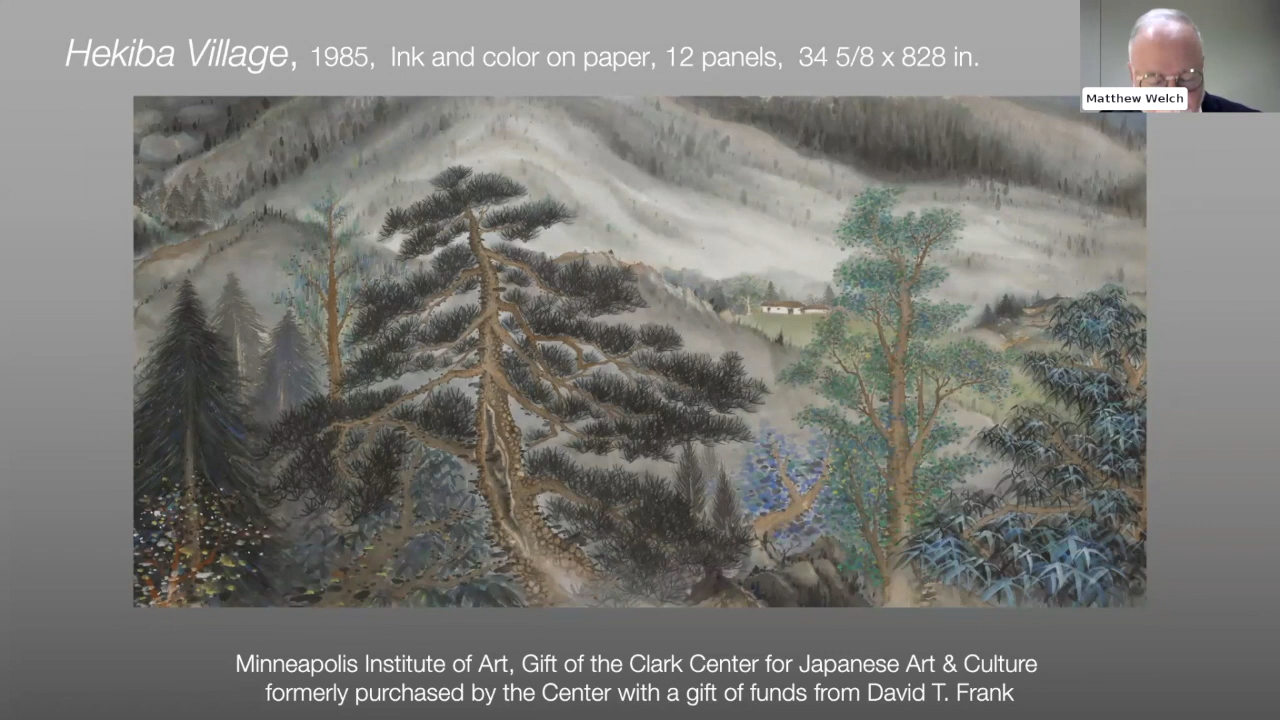 Hekiba Village, 1985, Ink and color on paper, 12 panels, 34 5/8 x 828 in.
Matthew Welch
Minneapolis Institute of Art, Gift of the Clark Center for Japanese Art & Culture
formerly purchased by the Center with a gift of funds from David T. Frank